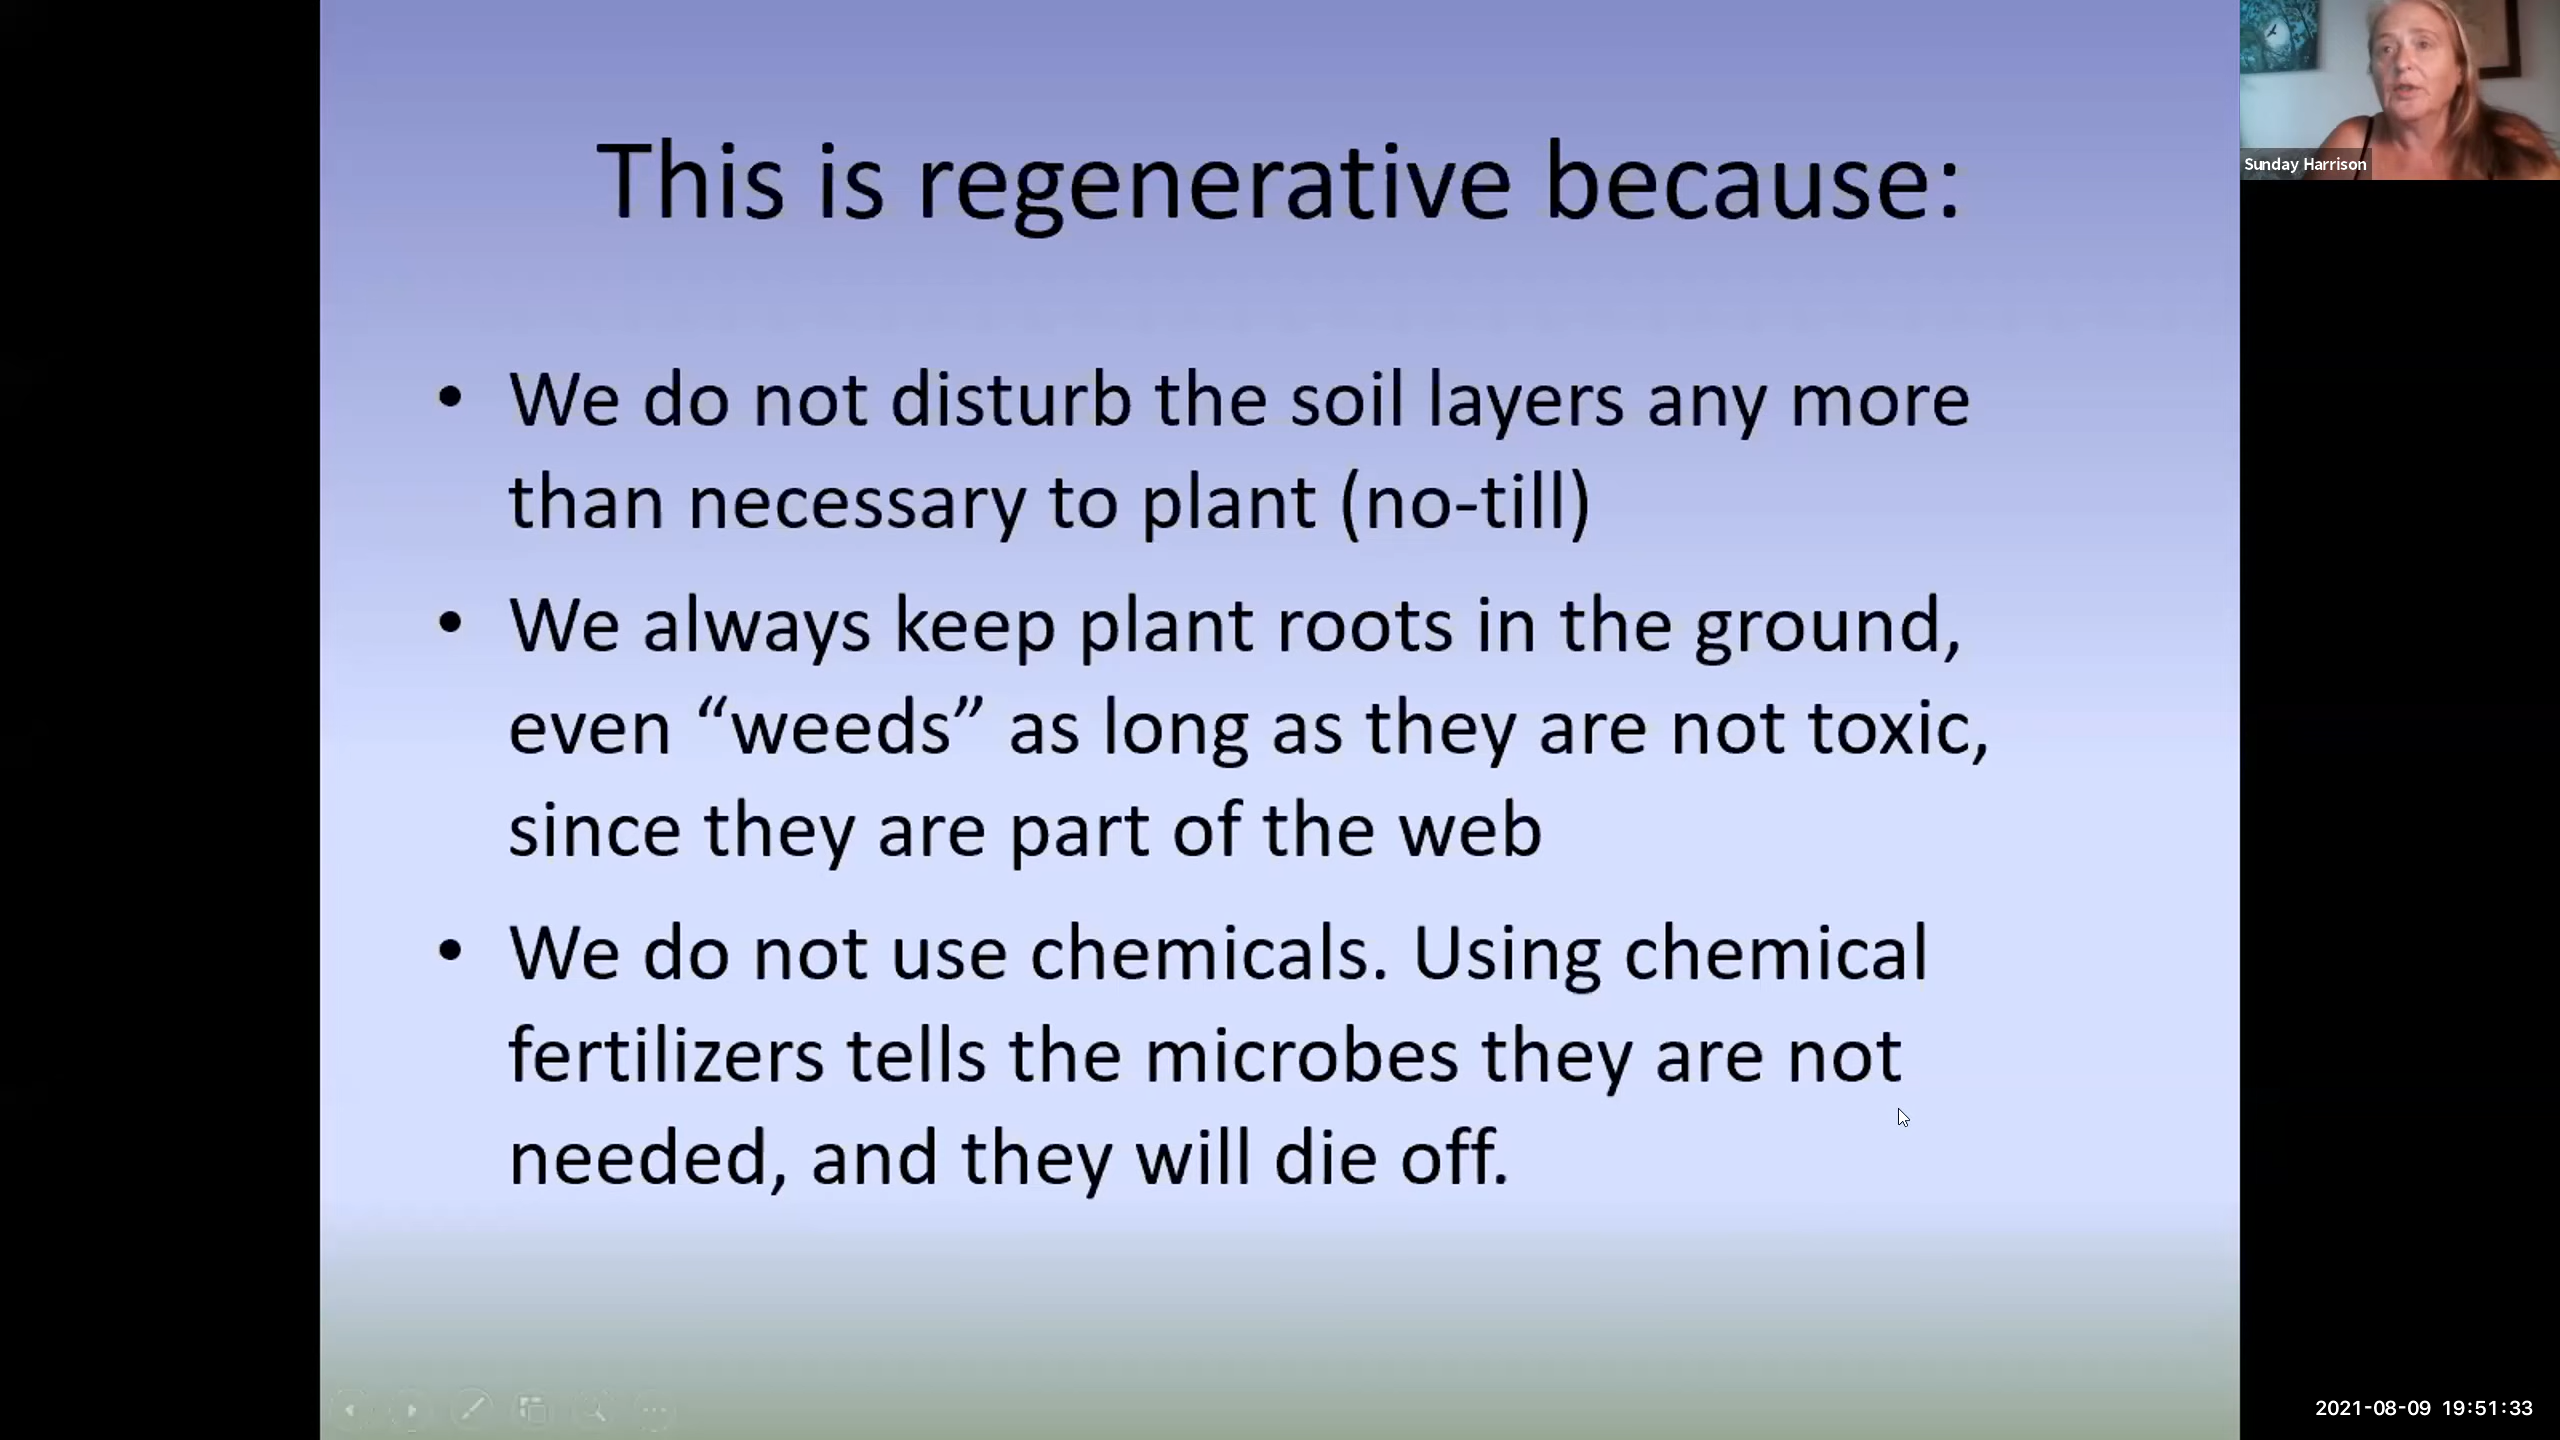 This is regenerative because:
Sunday Harrison
• We do not disturb the soil layers any more
than necessary to plant (no-till)
• We always keep plant roots in the ground,
even “weeds” as long as they are not toxic,
since they are part of the web
• We do not use chemicals. Using chemical
fertilizers tells the microbes they are not
needed, and they will die off.
2021-08-09 19:51:33